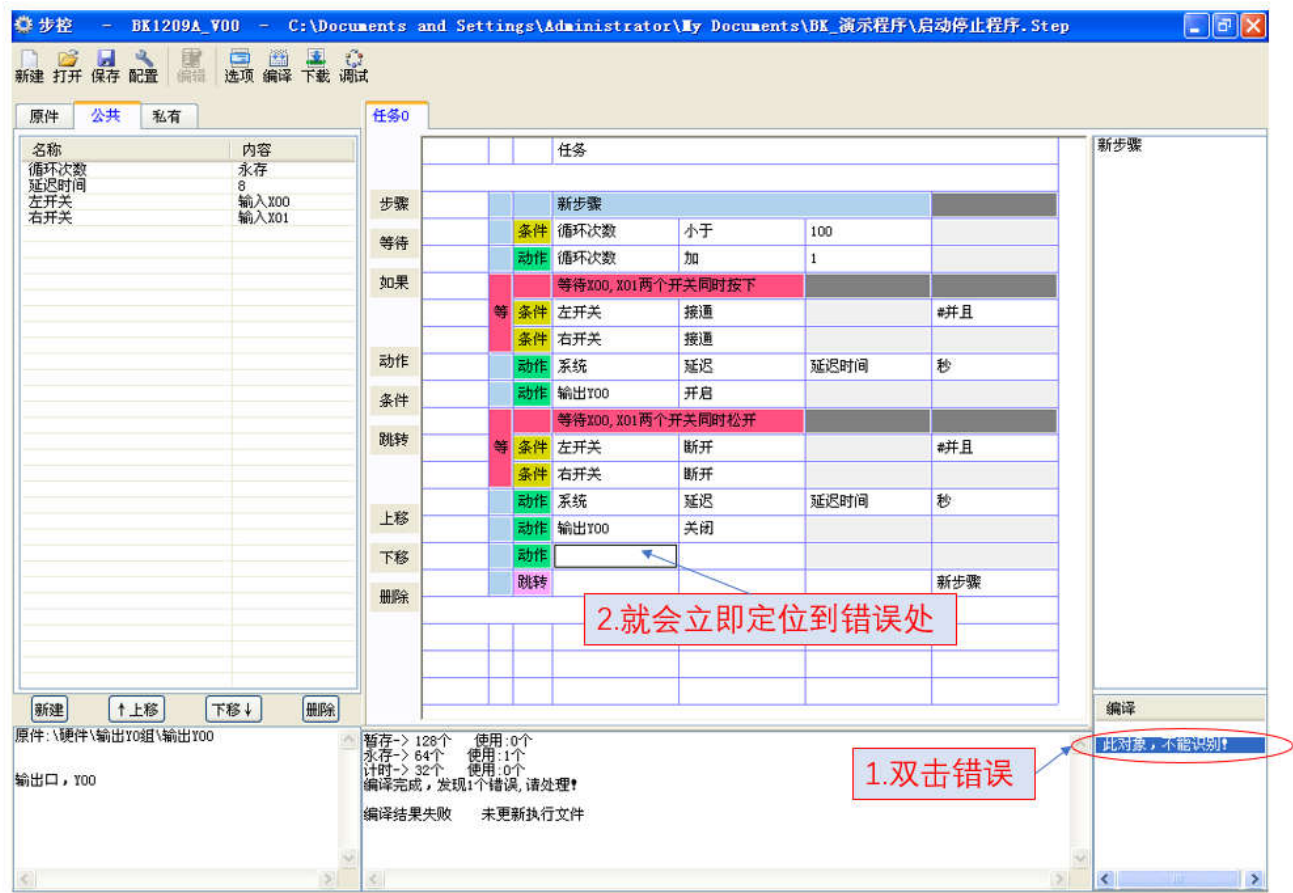 步控 - BK1209A_V00 - C:\Documents and Settings\Administrator\My Documents\BK_演示程序\启动停止程序.Step
新建 打开 保存 配置 编辑 选项 编译 下载 调试
原件 公共 私有
名称 内容
循环次数 永存
延迟时间 8
左开关 输入X00
右开关 输入X01
新建 ↑上移 下移↓ 删除
任务0
步骤
等待
如果
动作
条件
跳转
上移
下移
删除
任务
新步骤
条件 循环次数 小于 100
动作 循环次数 加 1
等待X00,X01两个开关同时按下
等 条件 左开关 接通 #并且
条件 右开关 接通
动作 系统 延迟 延迟时间 秒
动作 输出Y00 开启
等待X00,X01两个开关同时松开
等 条件 左开关 断开 #并且
条件 右开关 断开
动作 系统 延迟 延迟时间 秒
动作 输出Y00 关闭
动作
跳转 新步骤
2.就会立即定位到错误处
新步骤
原件:\硬件\输出Y0组\输出Y00
输出口，Y00
暂存-> 128个 使用:0个
永存-> 64个 使用:1个
计时-> 32个 使用:0个
编译完成，发现1个错误,请处理!
编译结果失败 未更新执行文件
1.双击错误
编译
此对象，不能识别!